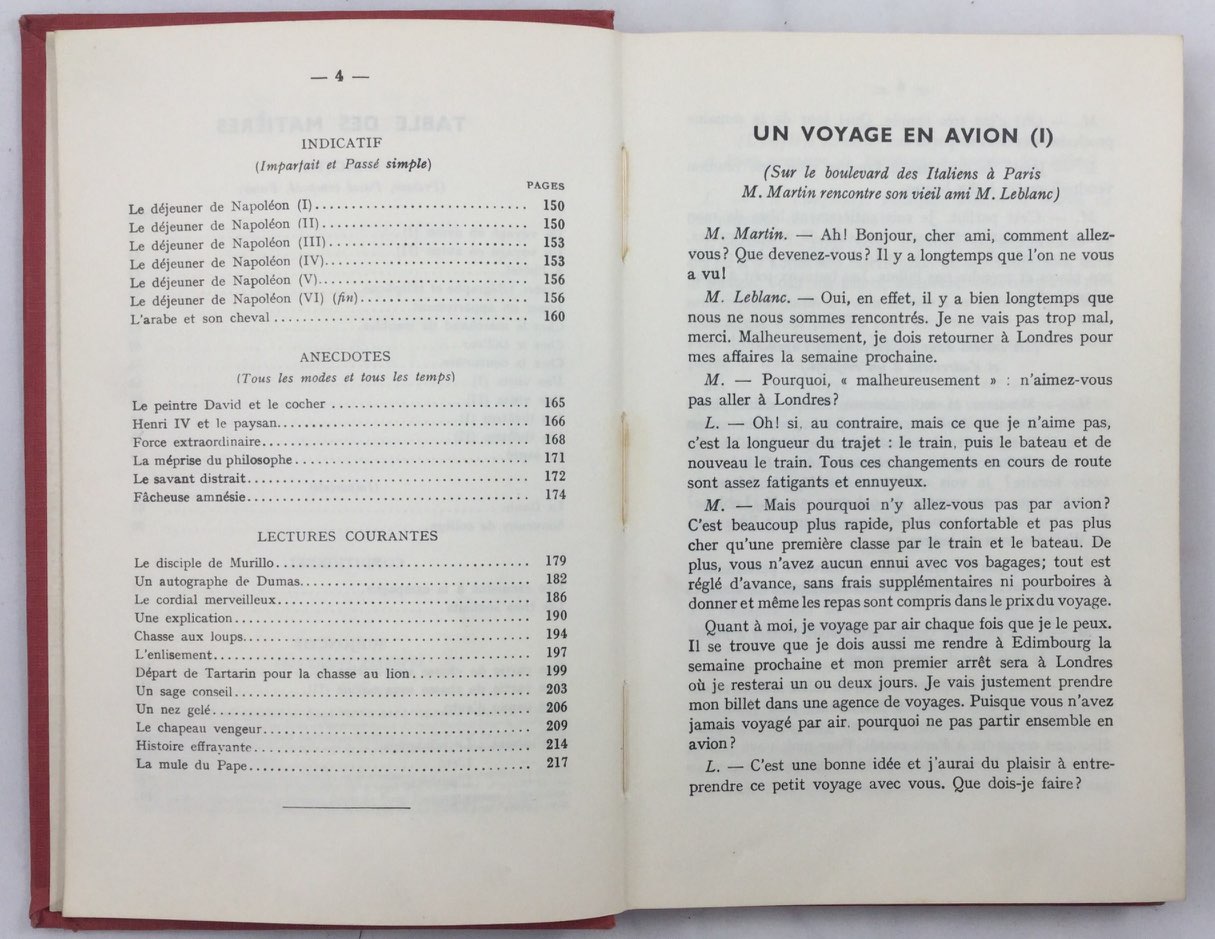 — 4 —
INDICATIF
(Imparfait et Passé simple)
PAGES
Le déjeuner de Napoléon (I)............................ 150
Le déjeuner de Napoléon (II)........................... 150
Le déjeuner de Napoléon (III).......................... 153
Le déjeuner de Napoléon (IV)........................... 153
Le déjeuner de Napoléon (V)............................ 156
Le déjeuner de Napoléon (VI) (fin)..................... 156
L'arabe et son cheval ................................. 160
ANECDOTES
(Tous les modes et tous les temps)
Le peintre David et le cocher ......................... 165
Henri IV et le paysan.................................. 166
Force extraordinaire................................... 168
La méprise du philosophe............................... 171
Le savant distrait..................................... 172
Fâcheuse amnésie....................................... 174
LECTURES COURANTES
Le disciple de Murillo................................. 179
Un autographe de Dumas................................. 182
Le cordial merveilleux................................. 186
Une explication........................................ 190
Chasse aux loups....................................... 194
L'enlisement........................................... 197
Départ de Tartarin pour la chasse au lion.............. 199
Un sage conseil........................................ 203
Un nez gelé............................................ 206
Le chapeau vengeur..................................... 209
Histoire effrayante.................................... 214
La mule du Pape........................................ 217
UN VOYAGE EN AVION (I)
(Sur le boulevard des Italiens à Paris
M. Martin rencontre son vieil ami M. Leblanc)
M. Martin. — Ah! Bonjour, cher ami, comment allez-
vous? Que devenez-vous? Il y a longtemps que l'on ne vous
a vu!
M. Leblanc. — Oui, en effet, il y a bien longtemps que
nous ne nous sommes rencontrés. Je ne vais pas trop mal,
merci. Malheureusement, je dois retourner à Londres pour
mes affaires la semaine prochaine.
M. — Pourquoi, « malheureusement » : n'aimez-vous
pas aller à Londres?
L. — Oh! si, au contraire, mais ce que je n'aime pas,
c'est la longueur du trajet : le train, puis le bateau et de
nouveau le train. Tous ces changements en cours de route
sont assez fatigants et ennuyeux.
M. — Mais pourquoi n'y allez-vous pas par avion?
C'est beaucoup plus rapide, plus confortable et pas plus
cher qu'une première classe par le train et le bateau. De
plus, vous n'avez aucun ennui avec vos bagages; tout est
réglé d'avance, sans frais supplémentaires ni pourboires à
donner et même les repas sont compris dans le prix du voyage.
Quant à moi, je voyage par air chaque fois que je le peux.
Il se trouve que je dois aussi me rendre à Edimbourg la
semaine prochaine et mon premier arrêt sera à Londres
où je resterai un ou deux jours. Je vais justement prendre
mon billet dans une agence de voyages. Puisque vous n'avez
jamais voyagé par air, pourquoi ne pas partir ensemble en
avion?
L. — C'est une bonne idée et j'aurai du plaisir à entre-
prendre ce petit voyage avec vous. Que dois-je faire?